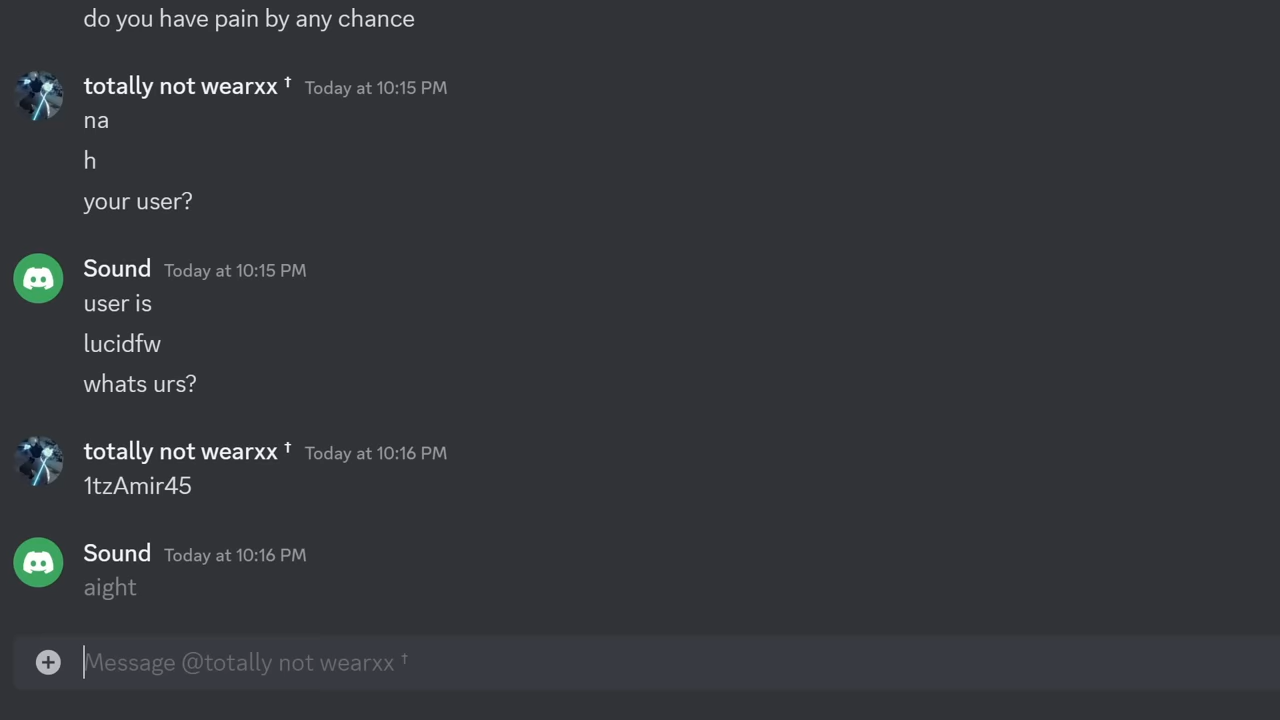 do you have pain by any chance
totally not wearxx † Today at 10:15 PM
na
h
your user?
Sound Today at 10:15 PM
user is
lucidfw
whats urs?
totally not wearxx † Today at 10:16 PM
1tzAmir45
Sound Today at 10:16 PM
aight
Message @totally not wearxx †